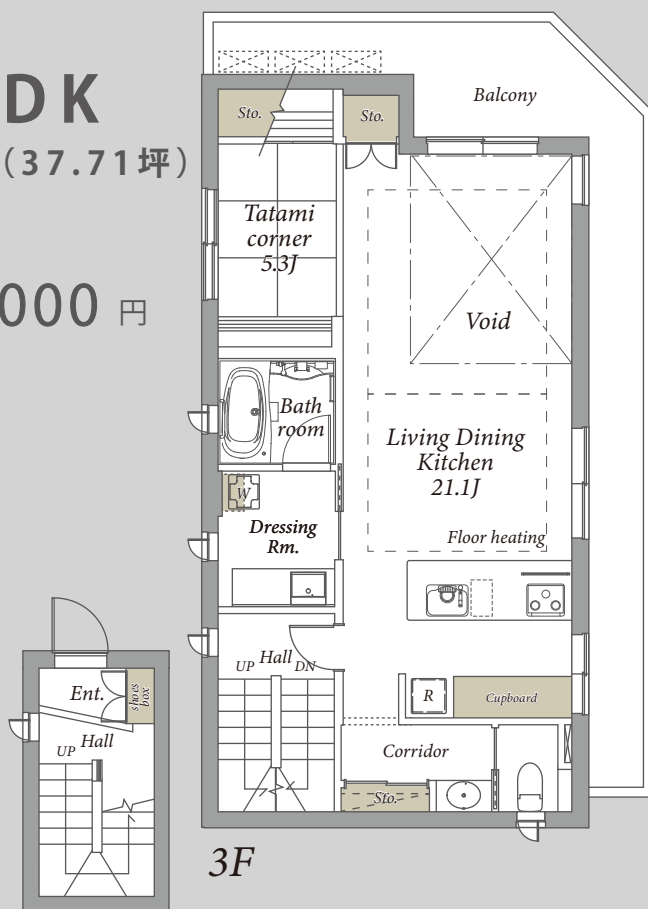 DK
（37.71坪）
000 円
Balcony
Sto.
Sto.
Tatami
corner
5.3J
Void
Bath
room
Living Dining
Kitchen
21.1J
W
Dressing
Rm.
Floor heating
UP Hall DN
R
Cupboard
Corridor
Sto.
Ent.
shoes
box
UP Hall
3F